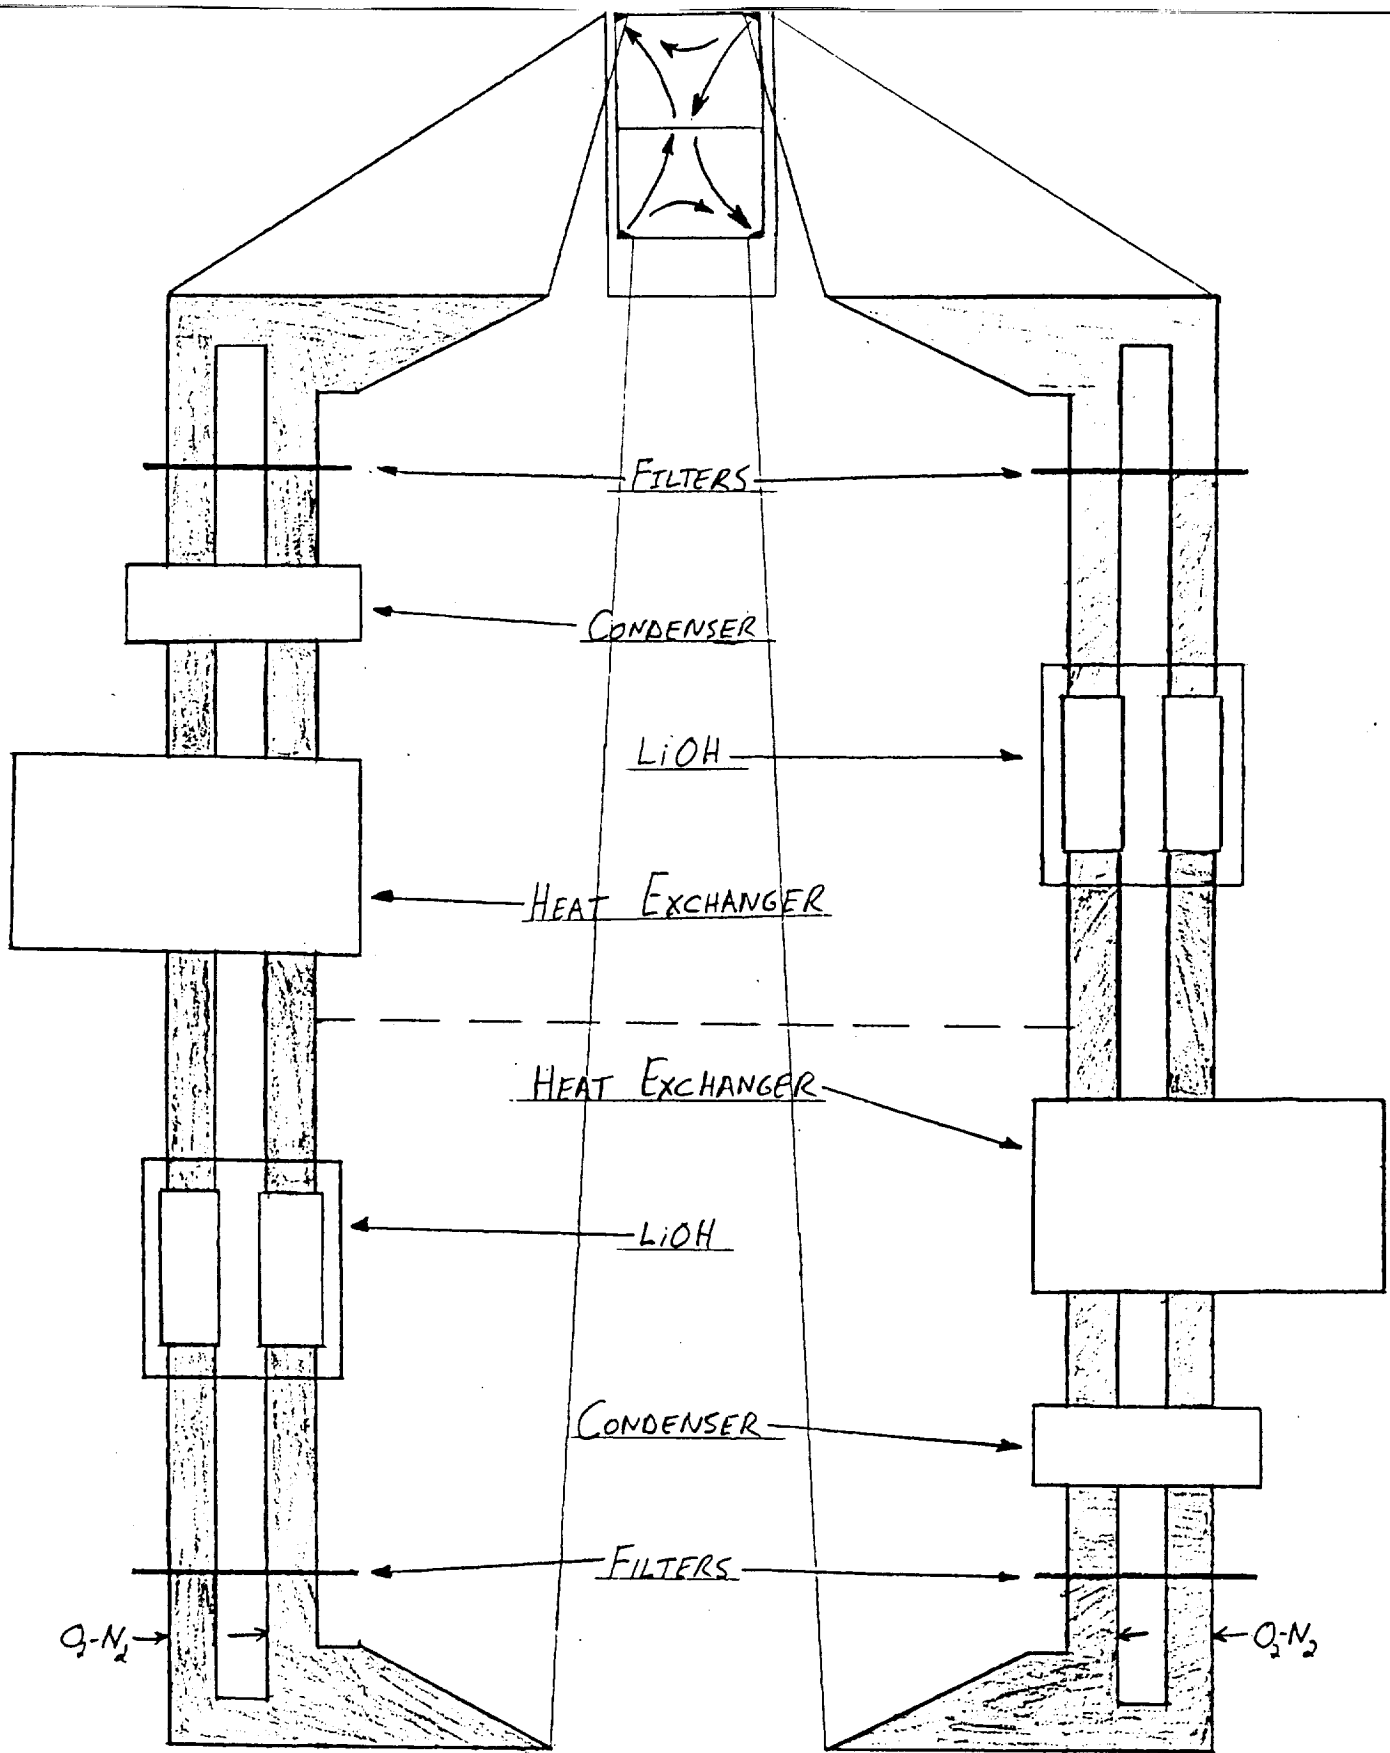 FILTERS
CONDENSER
LiOH
HEAT EXCHANGER
HEAT EXCHANGER
LiOH
CONDENSER
FILTERS
O2-N2
O2-N2